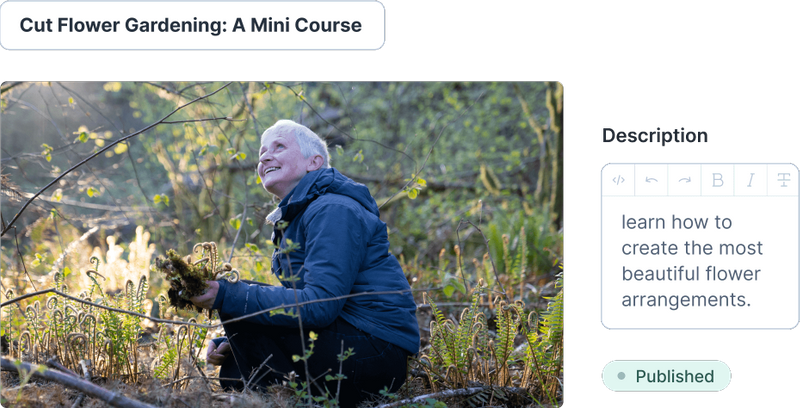 Cut Flower Gardening: A Mini Course
Description
</> B I T
learn how to
create the most
beautiful flower
arrangements.
Published